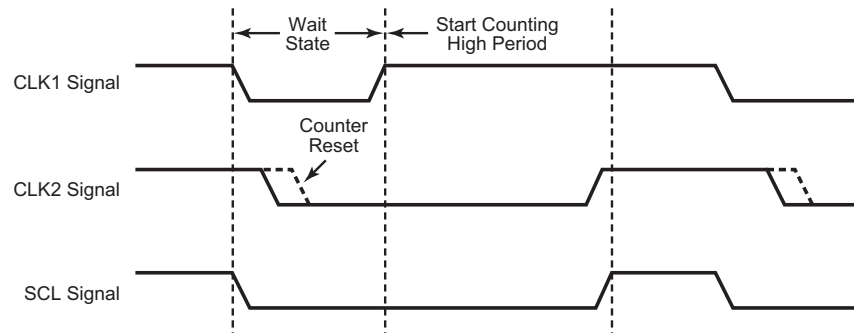 Wait
State
Start Counting
High Period
CLK1 Signal
Counter
Reset
CLK2 Signal
SCL Signal